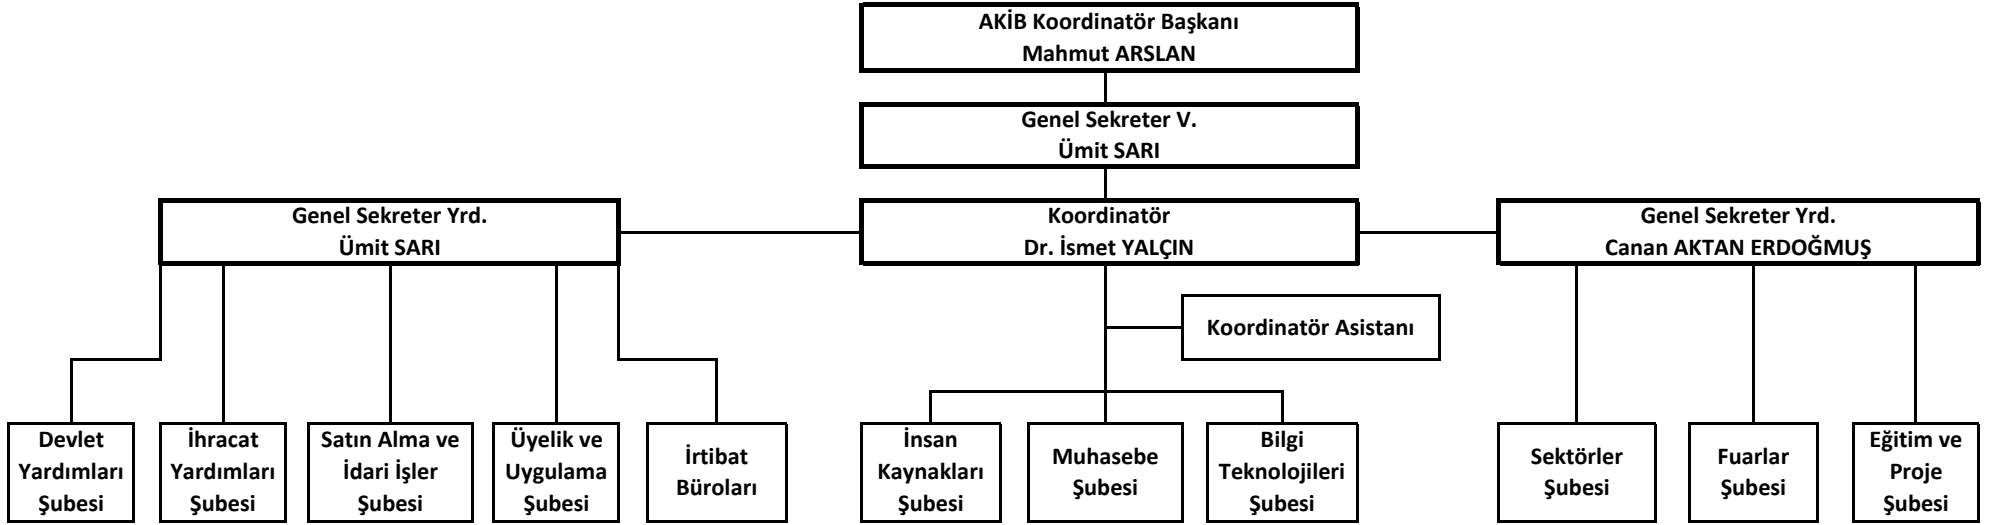 AKİB Koordinatör Başkanı
Mahmut ARSLAN
Genel Sekreter V.
Ümit SARI
Genel Sekreter Yrd.
Ümit SARI
Koordinatör
Dr. İsmet YALÇIN
Genel Sekreter Yrd.
Canan AKTAN ERDOĞMUŞ
Koordinatör Asistanı
Devlet
Yardımları
Şubesi
İhracat
Yardımları
Şubesi
Satın Alma ve
İdari İşler
Şubesi
Üyelik ve
Uygulama
Şubesi
İrtibat
Büroları
İnsan
Kaynakları
Şubesi
Muhasebe
Şubesi
Bilgi
Teknolojileri
Şubesi
Sektörler
Şubesi
Fuarlar
Şubesi
Eğitim ve
Proje
Şubesi